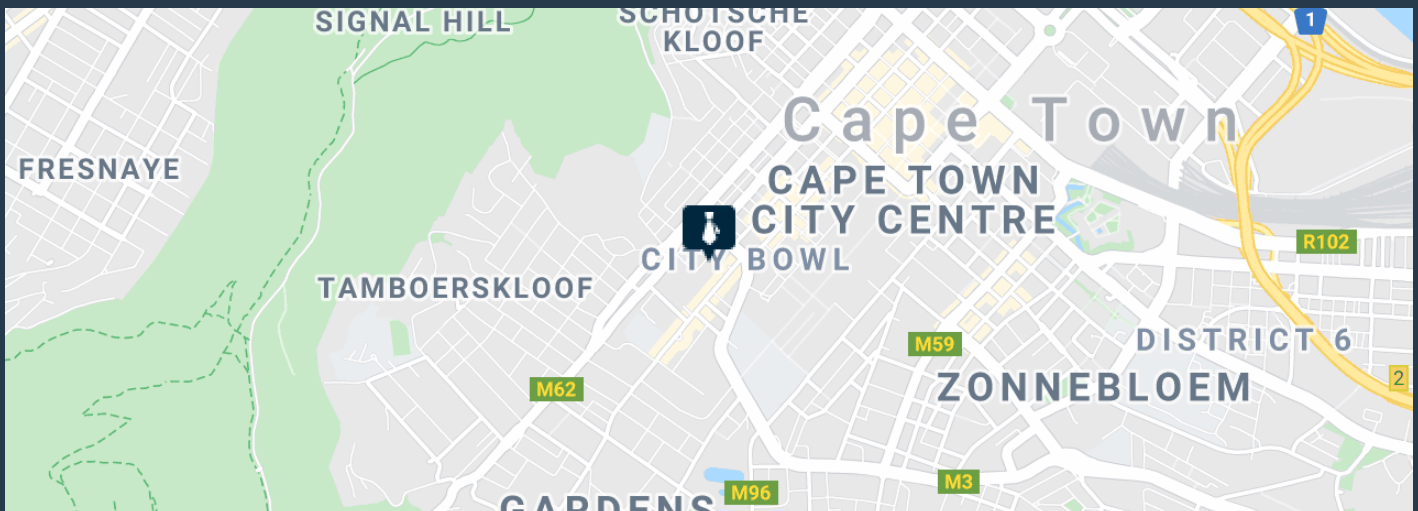 SIGNAL HILL
SCHOTSCHE
KLOOF
1
Cape Town
FRESNAYE
CAPE TOWN
CITY CENTRE
R102
CITY BOWL
TAMBOERSKLOOF
M59
DISTRICT 6
2
M62
ZONNEBLOEM
M3
M96
GARDENS